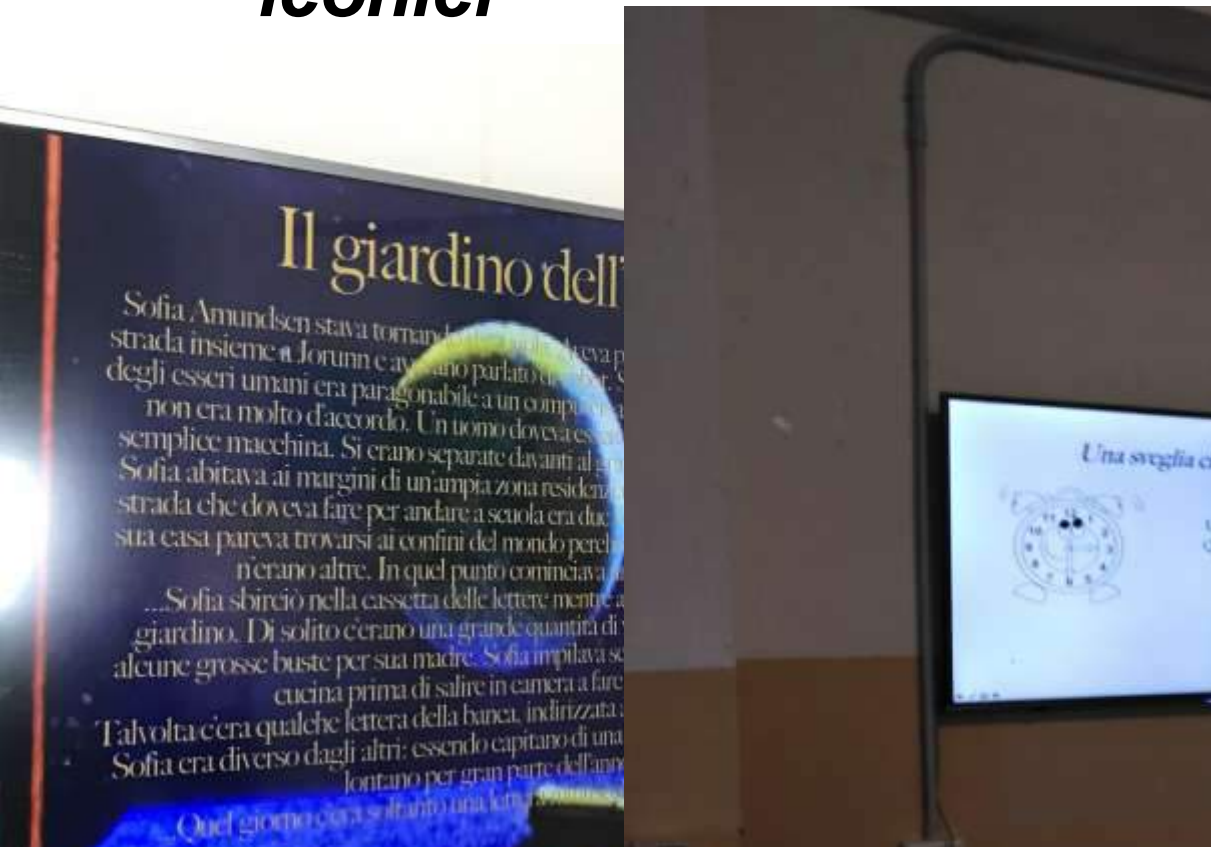 iconici
Il giardino dell'
Sofia Amundsen stava
strada insieme a Jorunn e parlato
degli esseri umani era paragonabile a un
non era molto d'accordo. Un uomo doveva
semplice macchina. Si erano separate davanti al
Sofia abitava ai margini di un'ampia zona
strada che doveva fare per andare a scuola era due
sua casa pareva trovarsi ai confini del mondo
n'erano altre. In quel punto cominciava
...Sofia sbirciò nella cassetta delle lettere mentre
giardino. Di solito c'erano una grande quantità di
alcune grosse buste per sua madre. Sofia impilava
cucina prima di salire in camera a fare
Talvolta c'era qualche lettera della banca, indirizzata
Sofia era diverso dagli altri: essendo capitano di una
lontano per gran parte dell'anno
...Quel giorno c'era soltanto una
Una sveglia